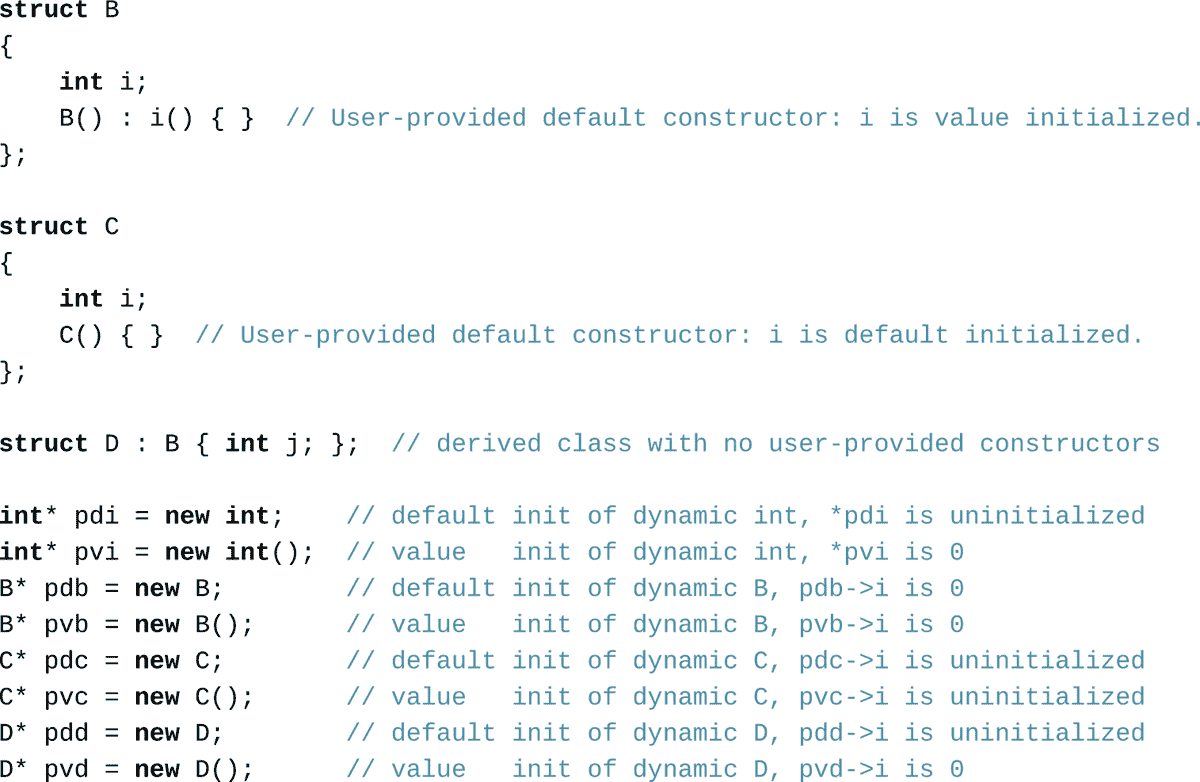 struct B
{
    int i;
    B() : i() { }  // User-provided default constructor: i is value initialized.
};

struct C
{
    int i;
    C() { }  // User-provided default constructor: i is default initialized.
};

struct D : B { int j; };  // derived class with no user-provided constructors

int* pdi = new int;    // default init of dynamic int, *pdi is uninitialized
int* pvi = new int();  // value   init of dynamic int, *pvi is 0
B* pdb = new B;        // default init of dynamic B, pdb->i is 0
B* pvb = new B();      // value   init of dynamic B, pvb->i is 0
C* pdc = new C;        // default init of dynamic C, pdc->i is uninitialized
C* pvc = new C();      // value   init of dynamic C, pvc->i is uninitialized
D* pdd = new D;        // default init of dynamic D, pdd->i is uninitialized
D* pvd = new D();      // value   init of dynamic D, pvd->i is 0